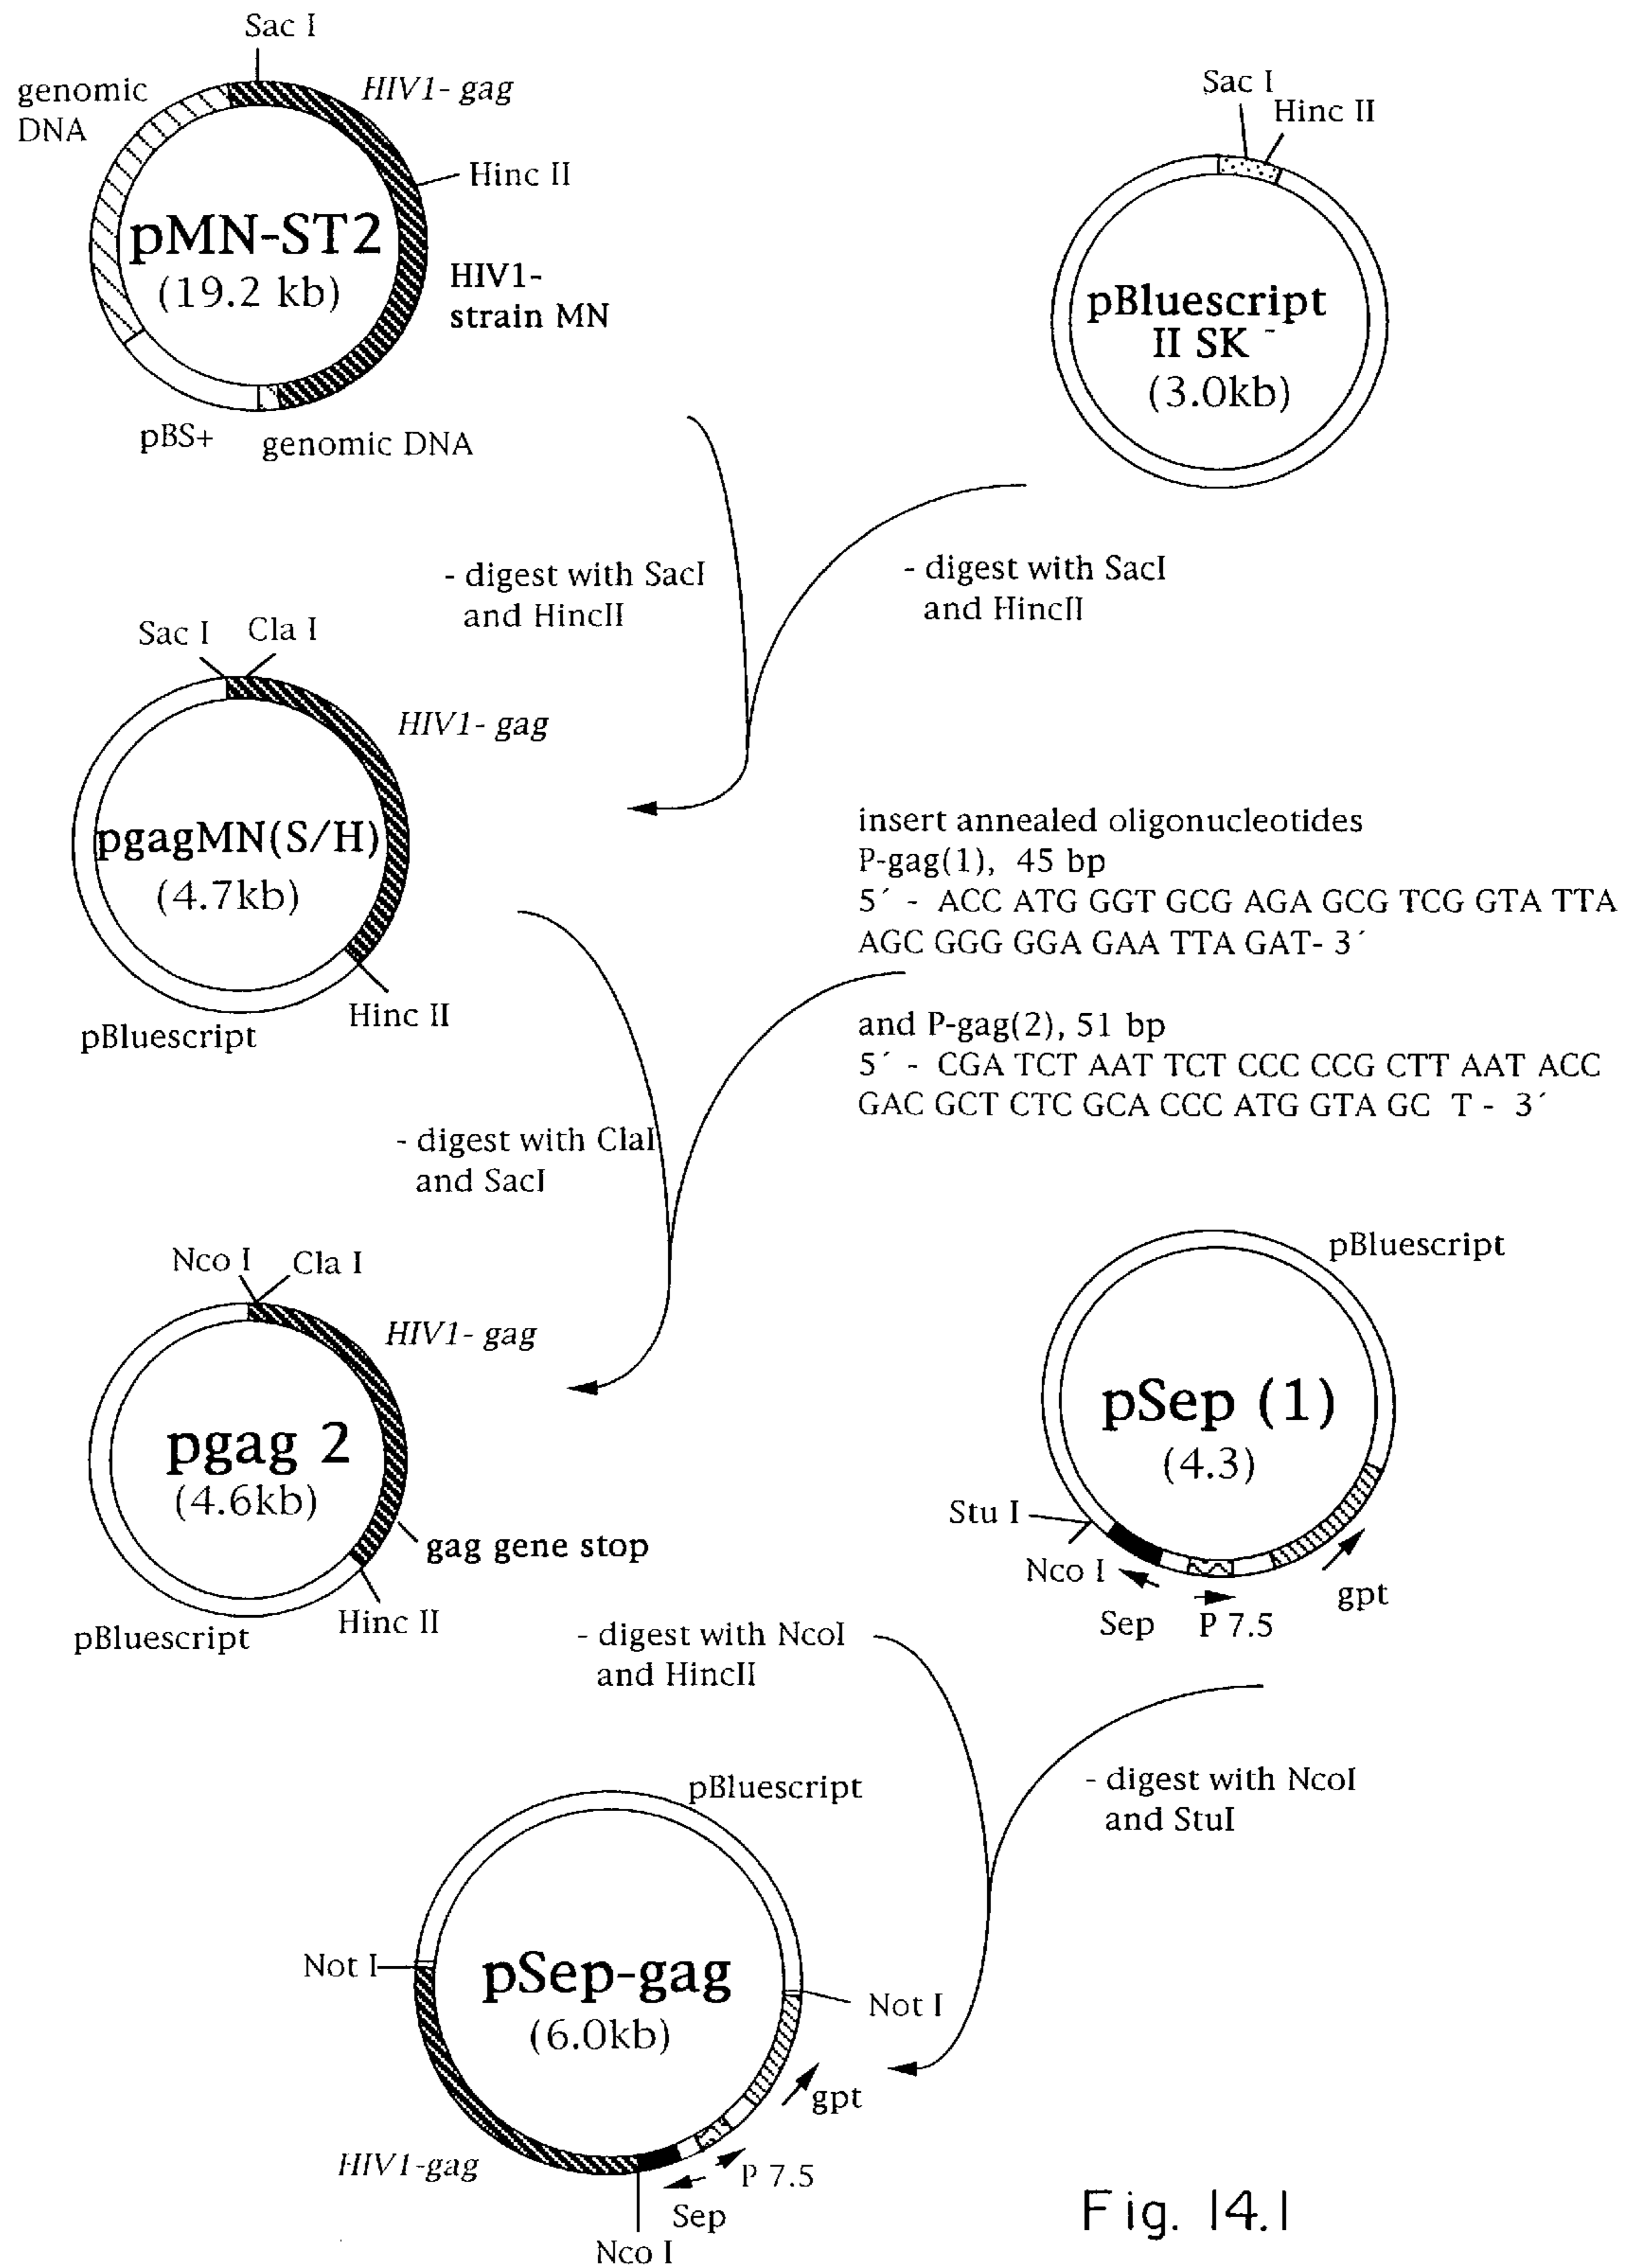 Sac I
genomic
DNA
HIV1- gag
Hinc II
pMN-ST2
(19.2 kb)
HIV1-
strain MN
pBS+
genomic DNA
Sac I
Hinc II
pBluescript
II SK -
(3.0kb)
- digest with SacI
and HincII
- digest with SacI
and HincII
Sac I
Cla I
HIV1- gag
pgagMN(S/H)
(4.7kb)
Hinc II
pBluescript
insert annealed oligonucleotides
P-gag(1), 45 bp
5´ - ACC ATG GGT GCG AGA GCG TCG GTA TTA
AGC GGG GGA GAA TTA GAT- 3´
and P-gag(2), 51 bp
5´ - CGA TCT AAT TCT CCC CCG CTT AAT ACC
GAC GCT CTC GCA CCC ATG GTA GC T - 3´
- digest with ClaI
and SacI
Nco I
Cla I
HIV1- gag
pgag 2
(4.6kb)
gag gene stop
Hinc II
pBluescript
pBluescript
pSep (1)
(4.3)
Stu I
Nco I
Sep
P 7.5
gpt
- digest with NcoI
and HincII
- digest with NcoI
and StuI
pBluescript
Not I
pSep-gag
(6.0kb)
Not I
gpt
P 7.5
Sep
HIV1-gag
Nco I
Fig. 14.1